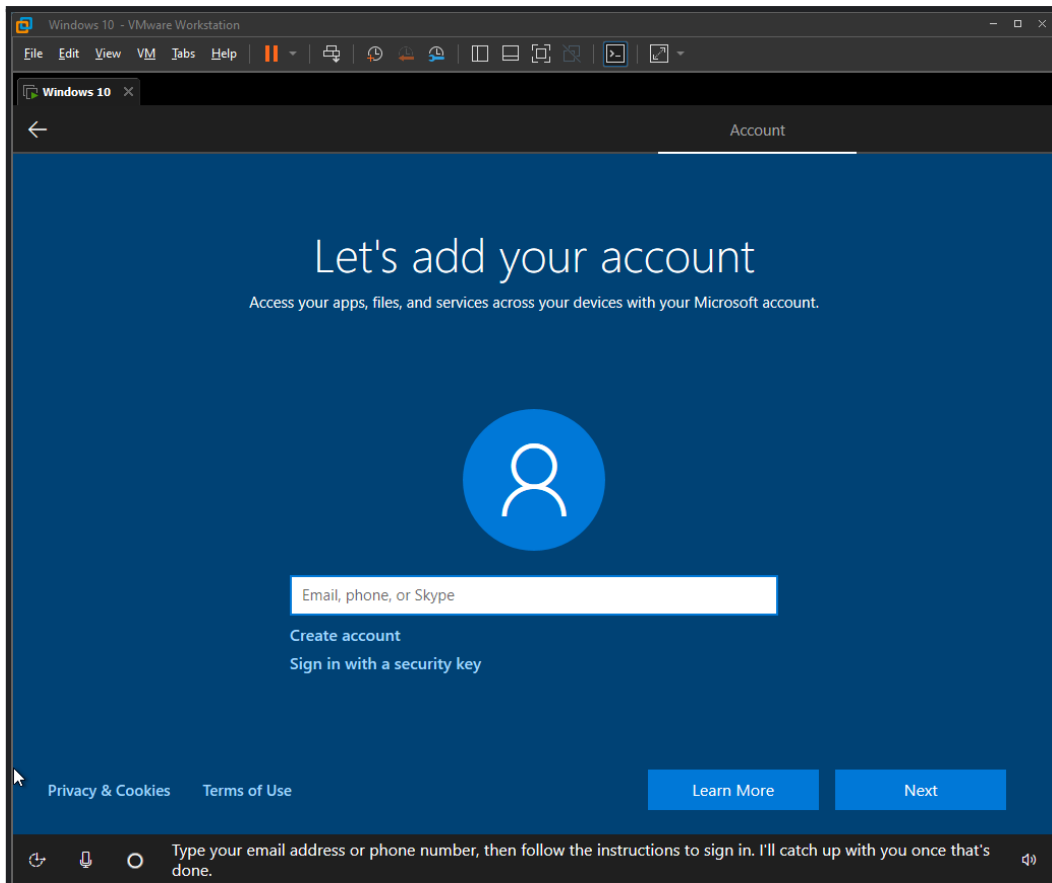 Windows 10 - VMware Workstation
File Edit View VM Tabs Help
Windows 10
Account
Let's add your account
Access your apps, files, and services across your devices with your Microsoft account.
Email, phone, or Skype
Create account
Sign in with a security key
Privacy & Cookies Terms of Use Learn More Next
Type your email address or phone number, then follow the instructions to sign in. I'll catch up with you once that's
done.